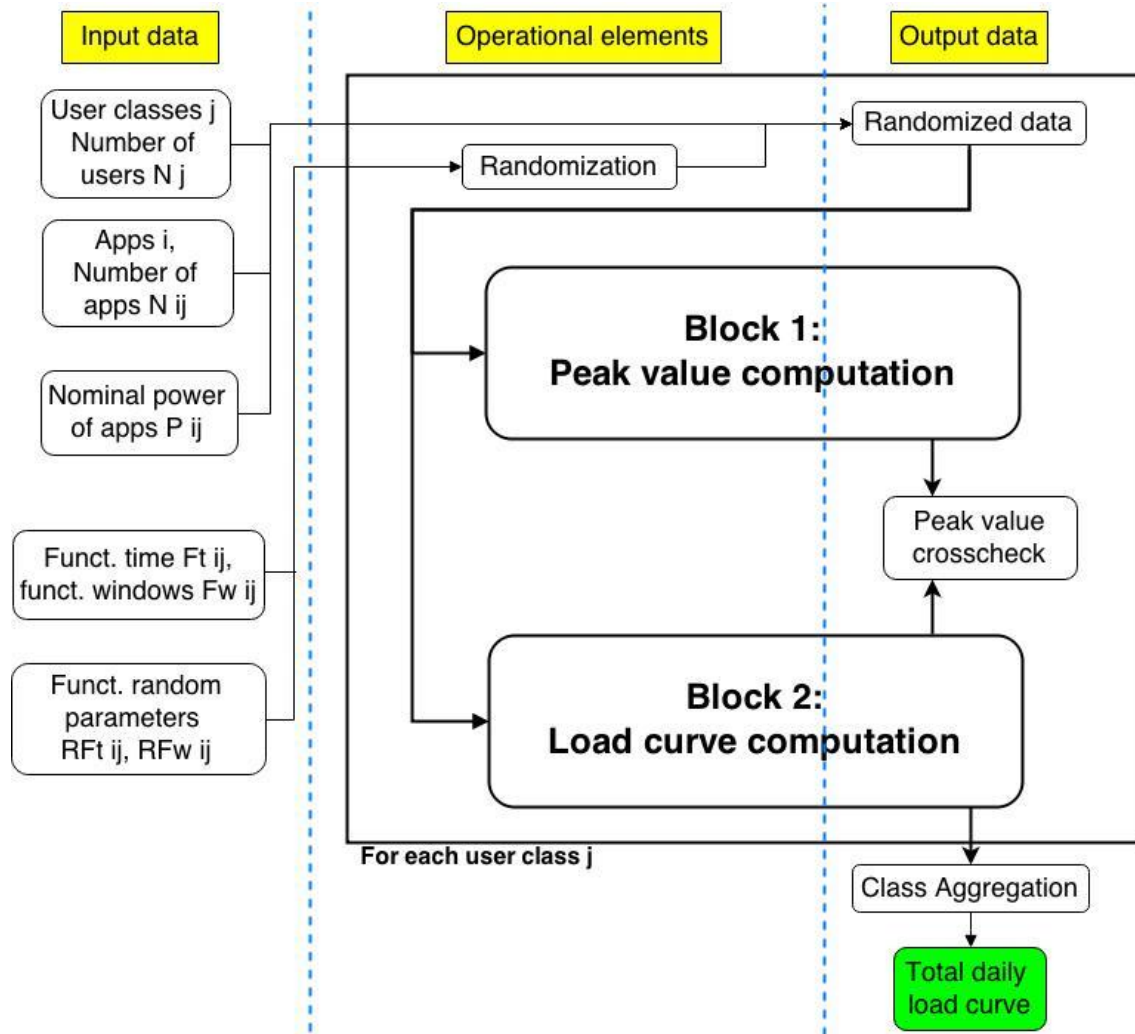 Input data
Operational elements
Output data
User classes j
Number of
users N j
Randomized data
Randomization
Apps i,
Number of
apps N ij
Block 1:
Peak value computation
Nominal power
of apps P ij
Peak value
crosscheck
Funct. time Ft ij,
funct. windows Fw ij
Funct. random
parameters
RFt ij, RFw ij
Block 2:
Load curve computation
For each user class j
Class Aggregation
Total daily
load curve